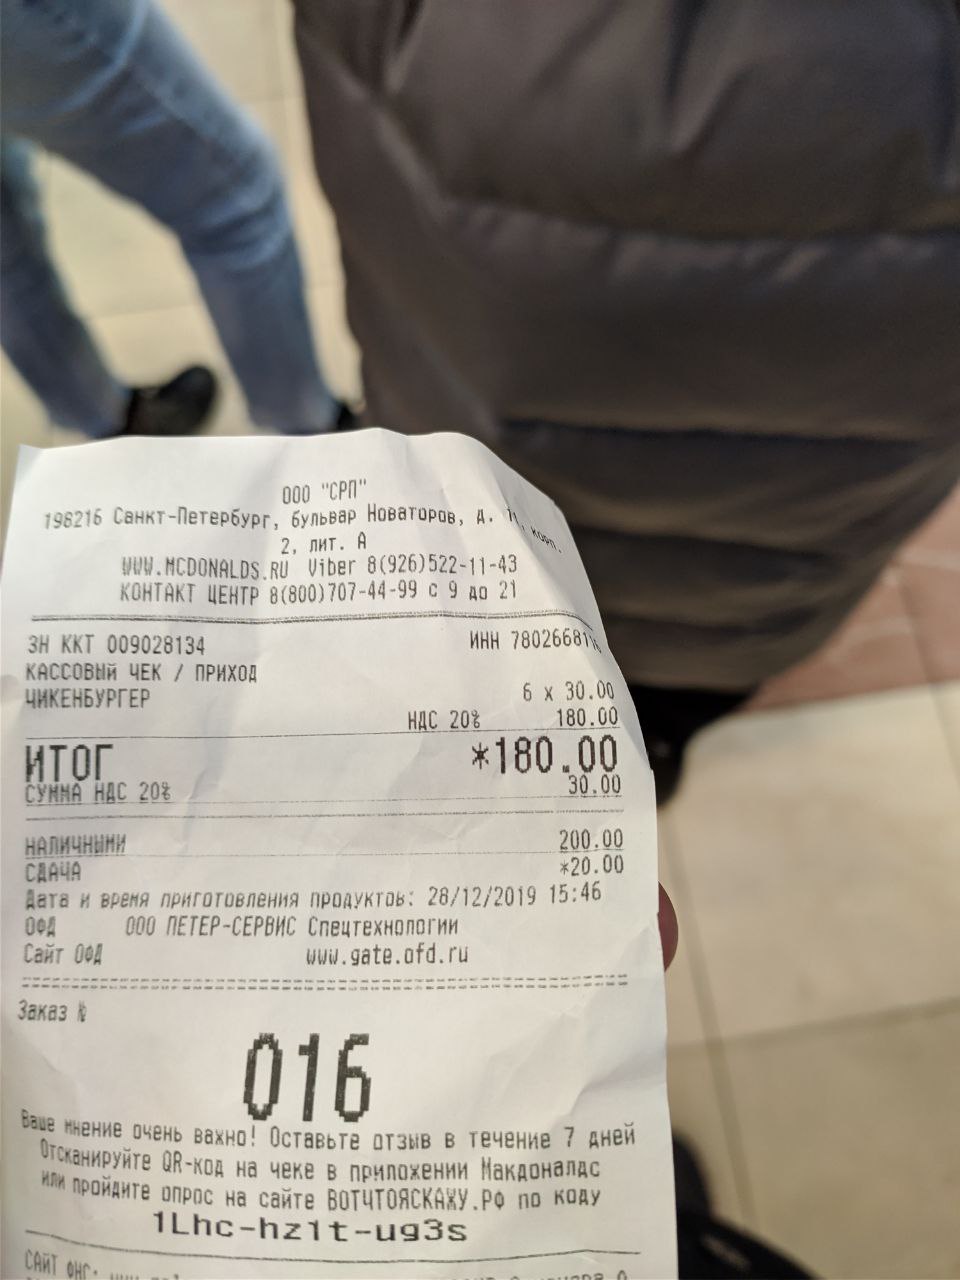 ООО "СРП"
198216 Санкт-Петербург, бульвар Новаторов, д. корп.
2, лит. А
WWW.MCDONALDS.RU Viber 8(926)522-11-43
КОНТАКТ ЦЕНТР 8(800)707-44-99 с 9 до 21
ЗН ККТ 009028134 ИНН
КАССОВЫЙ ЧЕК / ПРИХОД
ЧИКЕНБУРГЕР 6 x 30.00
НДС 20% 180.00
ИТОГ *180.00
СУММА НДС 20% 30.00
НАЛИЧНЫМИ 200.00
СДАЧА *20.00
Дата и время приготовления продуктов: 28/12/2019 15:46
ОФД ООО ПЕТЕР-СЕРВИС Спецтехнологии
Сайт ОФД www.gate.ofd.ru
Заказ №
016
Ваше мнение очень важно! Оставьте отзыв в течение 7 дней
Отсканируйте QR-код на чеке в приложении Макдоналдс
или пройдите опрос на сайте ВОТЧТОЯСКАЖУ.РФ по коду
1Lhc-hz1t-ug3s
САЙТ ФНС: